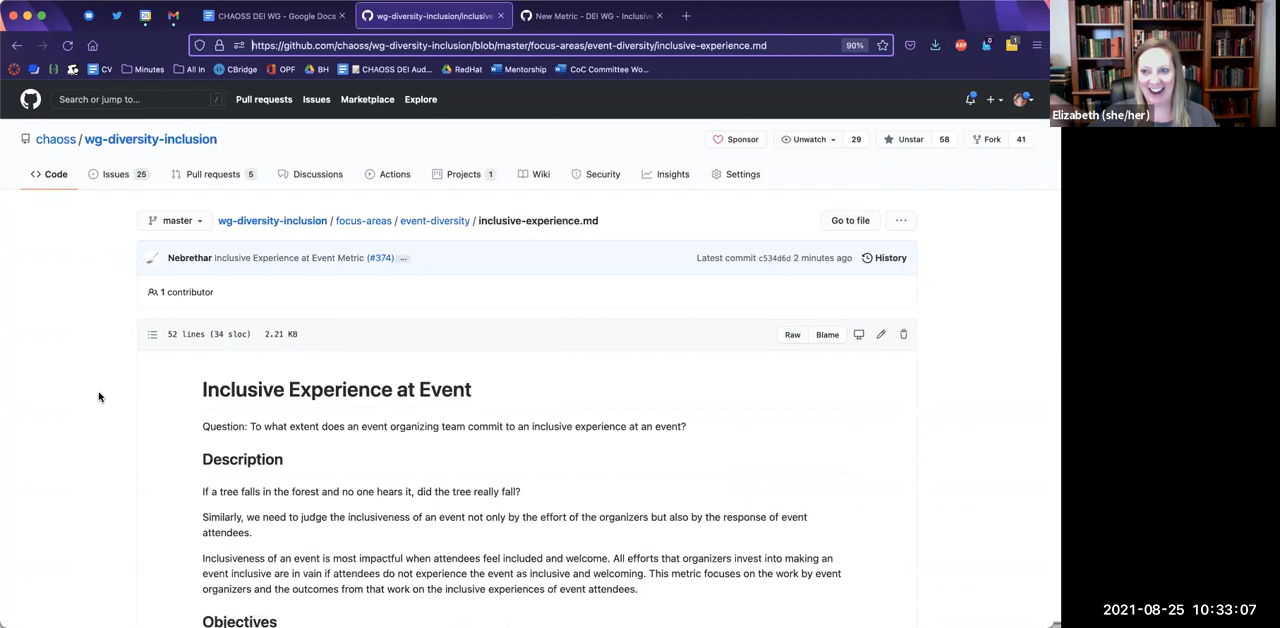 CHAOSS DEI WG - Google Docs
wg-diversity-inclusion/inclusive
New Metric - DEI WG - Inclusive
https://github.com/chaoss/wg-diversity-inclusion/blob/master/focus-areas/event-diversity/inclusive-experience.md
90%
CV Minutes All In CBridge OPF BH CHAOSS DEI Aud... RedHat Mentorship CoC Committee Wo...
Search or jump to... / Pull requests Issues Marketplace Explore
Elizabeth (she/her)
chaoss / wg-diversity-inclusion
Sponsor Unwatch 29 Unstar 58 Fork 41
<> Code Issues 25 Pull requests 5 Discussions Actions Projects 1 Wiki Security Insights Settings
master wg-diversity-inclusion / focus-areas / event-diversity / inclusive-experience.md Go to file ...
Nebrethar Inclusive Experience at Event Metric (#374) ... Latest commit c534d6d 2 minutes ago History
1 contributor
52 lines (34 sloc) 2.21 KB Raw Blame
Inclusive Experience at Event
Question: To what extent does an event organizing team commit to an inclusive experience at an event?
Description
If a tree falls in the forest and no one hears it, did the tree really fall?
Similarly, we need to judge the inclusiveness of an event not only by the effort of the organizers but also by the response of event
attendees.
Inclusiveness of an event is most impactful when attendees feel included and welcome. All efforts that organizers invest into making an
event inclusive are in vain if attendees do not experience the event as inclusive and welcoming. This metric focuses on the work by event
organizers and the outcomes from that work on the inclusive experiences of event attendees.
Objectives
2021-08-25 10:33:07